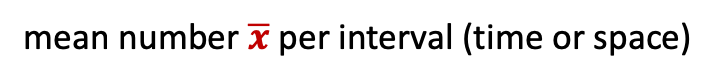 mean number x̅ per interval (time or space)